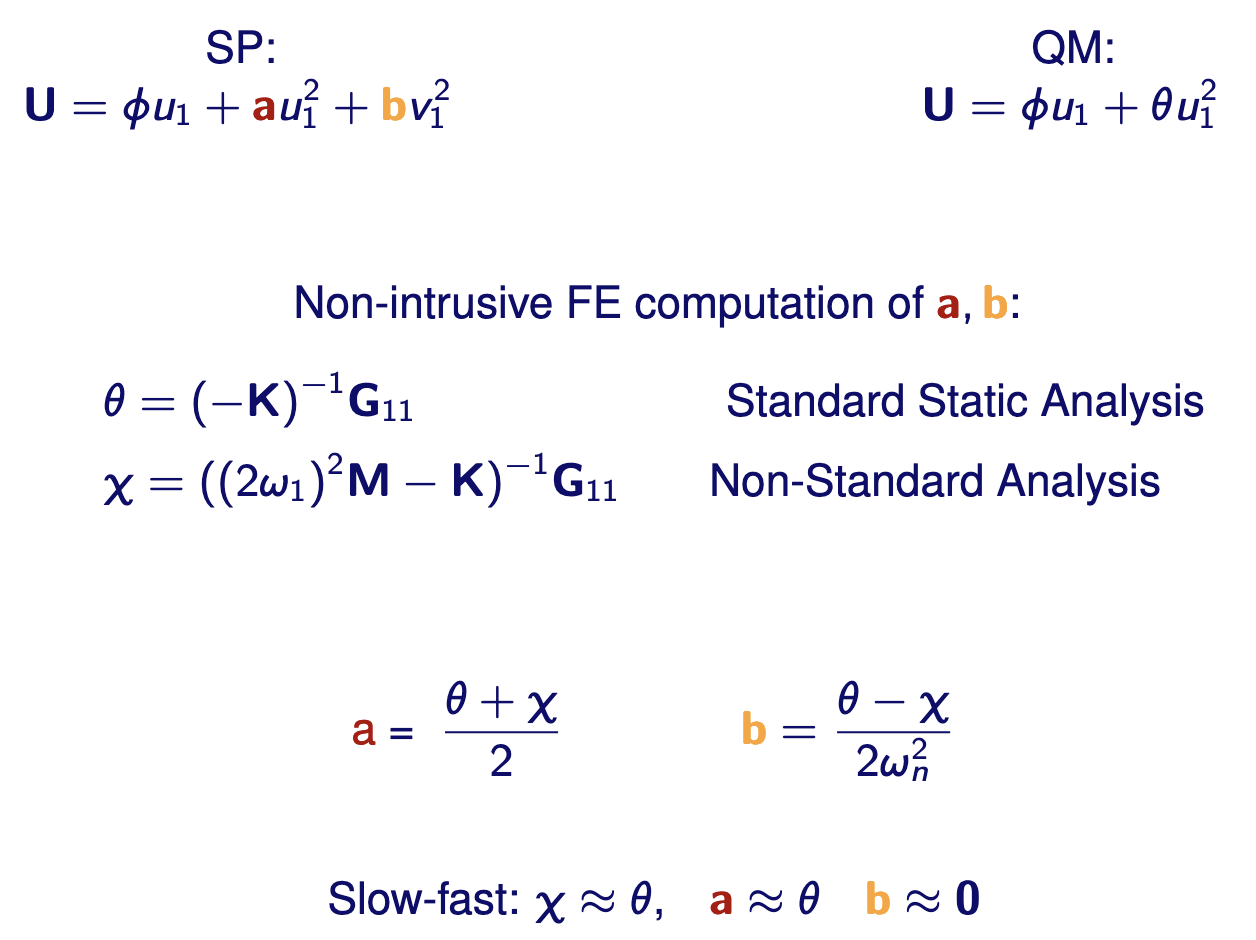 SP: QM:
U = ϕu₁ + au₁² + bv₁² U = ϕu₁ + θu₁²
Non-intrusive FE computation of a, b:
θ = (−K)⁻¹G₁₁ Standard Static Analysis
χ = ((2ω₁)²M − K)⁻¹G₁₁ Non-Standard Analysis
a = (θ + χ)/2 b = (θ − χ)/(2ωₙ²)
Slow-fast: χ ≈ θ, a ≈ θ b ≈ 0